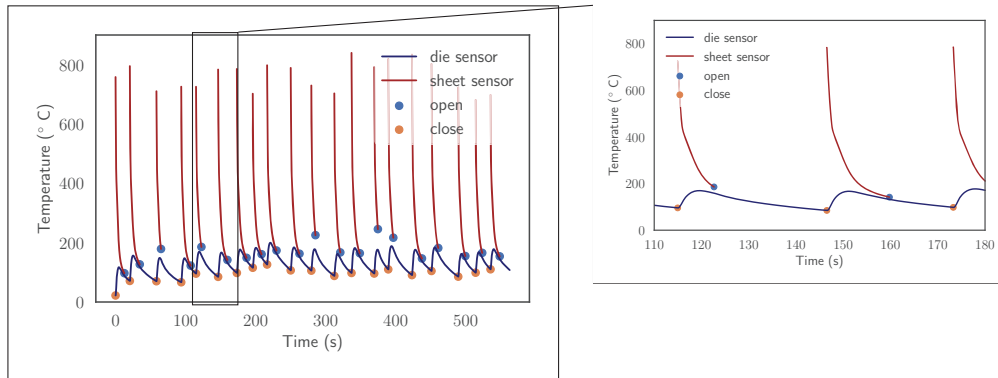 800
600
400
200
0
Temperature (° C)
0
100
200
300
400
500
Time (s)
die sensor
sheet sensor
open
close
800
600
400
200
0
Temperature (° C)
110
120
130
140
150
160
170
180
Time (s)
die sensor
sheet sensor
open
close